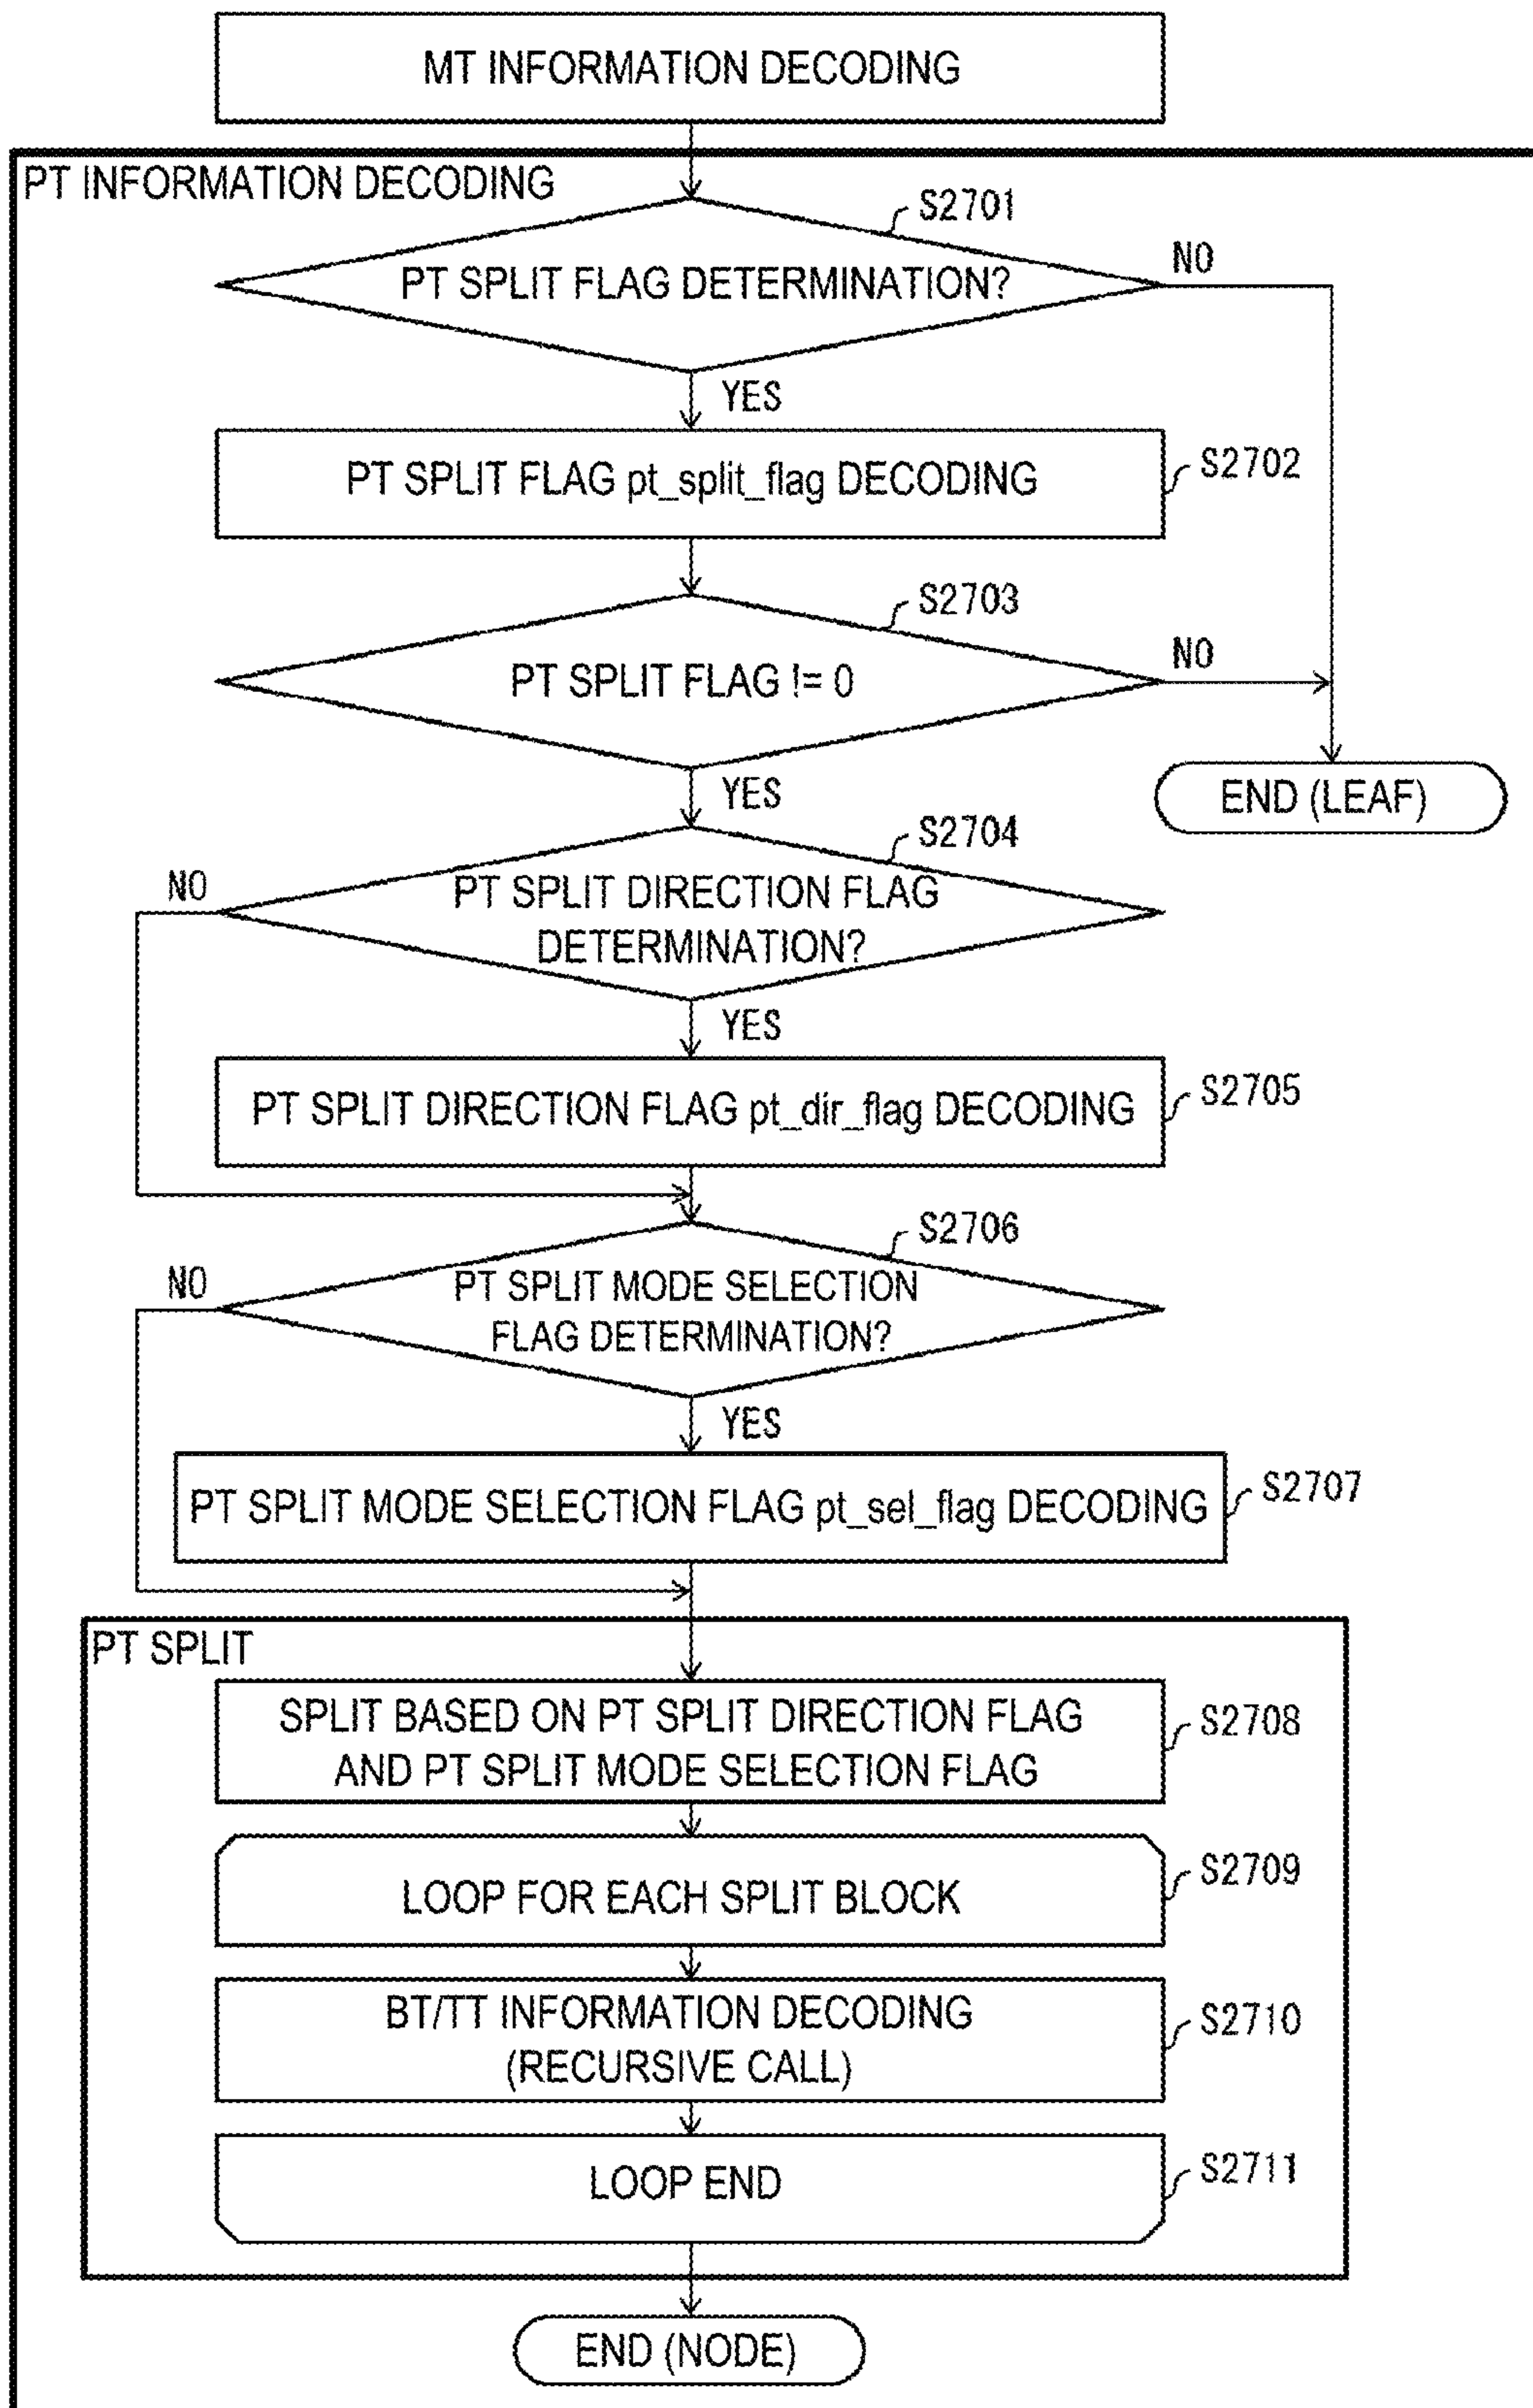 MT INFORMATION DECODING
PT INFORMATION DECODING
S2701
PT SPLIT FLAG DETERMINATION?
NO
YES
PT SPLIT FLAG pt_split_flag DECODING
S2702
S2703
PT SPLIT FLAG != 0
NO
YES
END (LEAF)
S2704
NO
PT SPLIT DIRECTION FLAG
DETERMINATION?
YES
PT SPLIT DIRECTION FLAG pt_dir_flag DECODING
S2705
S2706
NO
PT SPLIT MODE SELECTION
FLAG DETERMINATION?
YES
PT SPLIT MODE SELECTION FLAG pt_sel_flag DECODING
S2707
PT SPLIT
SPLIT BASED ON PT SPLIT DIRECTION FLAG
AND PT SPLIT MODE SELECTION FLAG
S2708
LOOP FOR EACH SPLIT BLOCK
S2709
BT/TT INFORMATION DECODING
(RECURSIVE CALL)
S2710
LOOP END
S2711
END (NODE)